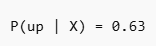 P(up | X) = 0.63